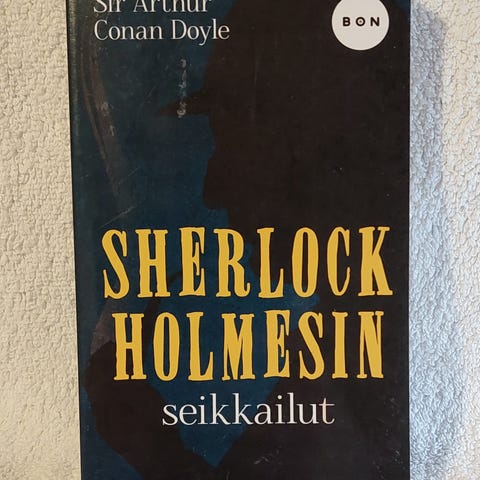 Sir Arthur
Conan Doyle
BON
SHERLOCK
HOLMESIN
seikkailut